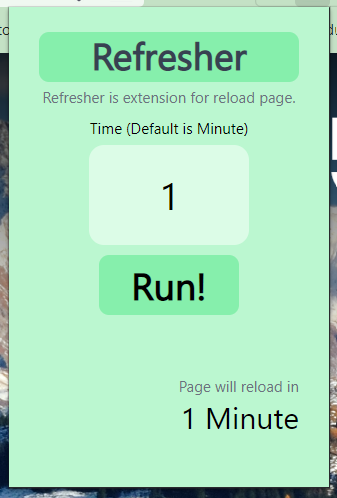 Refresher
Refresher is extension for reload page.
Time (Default is Minute)
1
Run!
Page will reload in
1 Minute